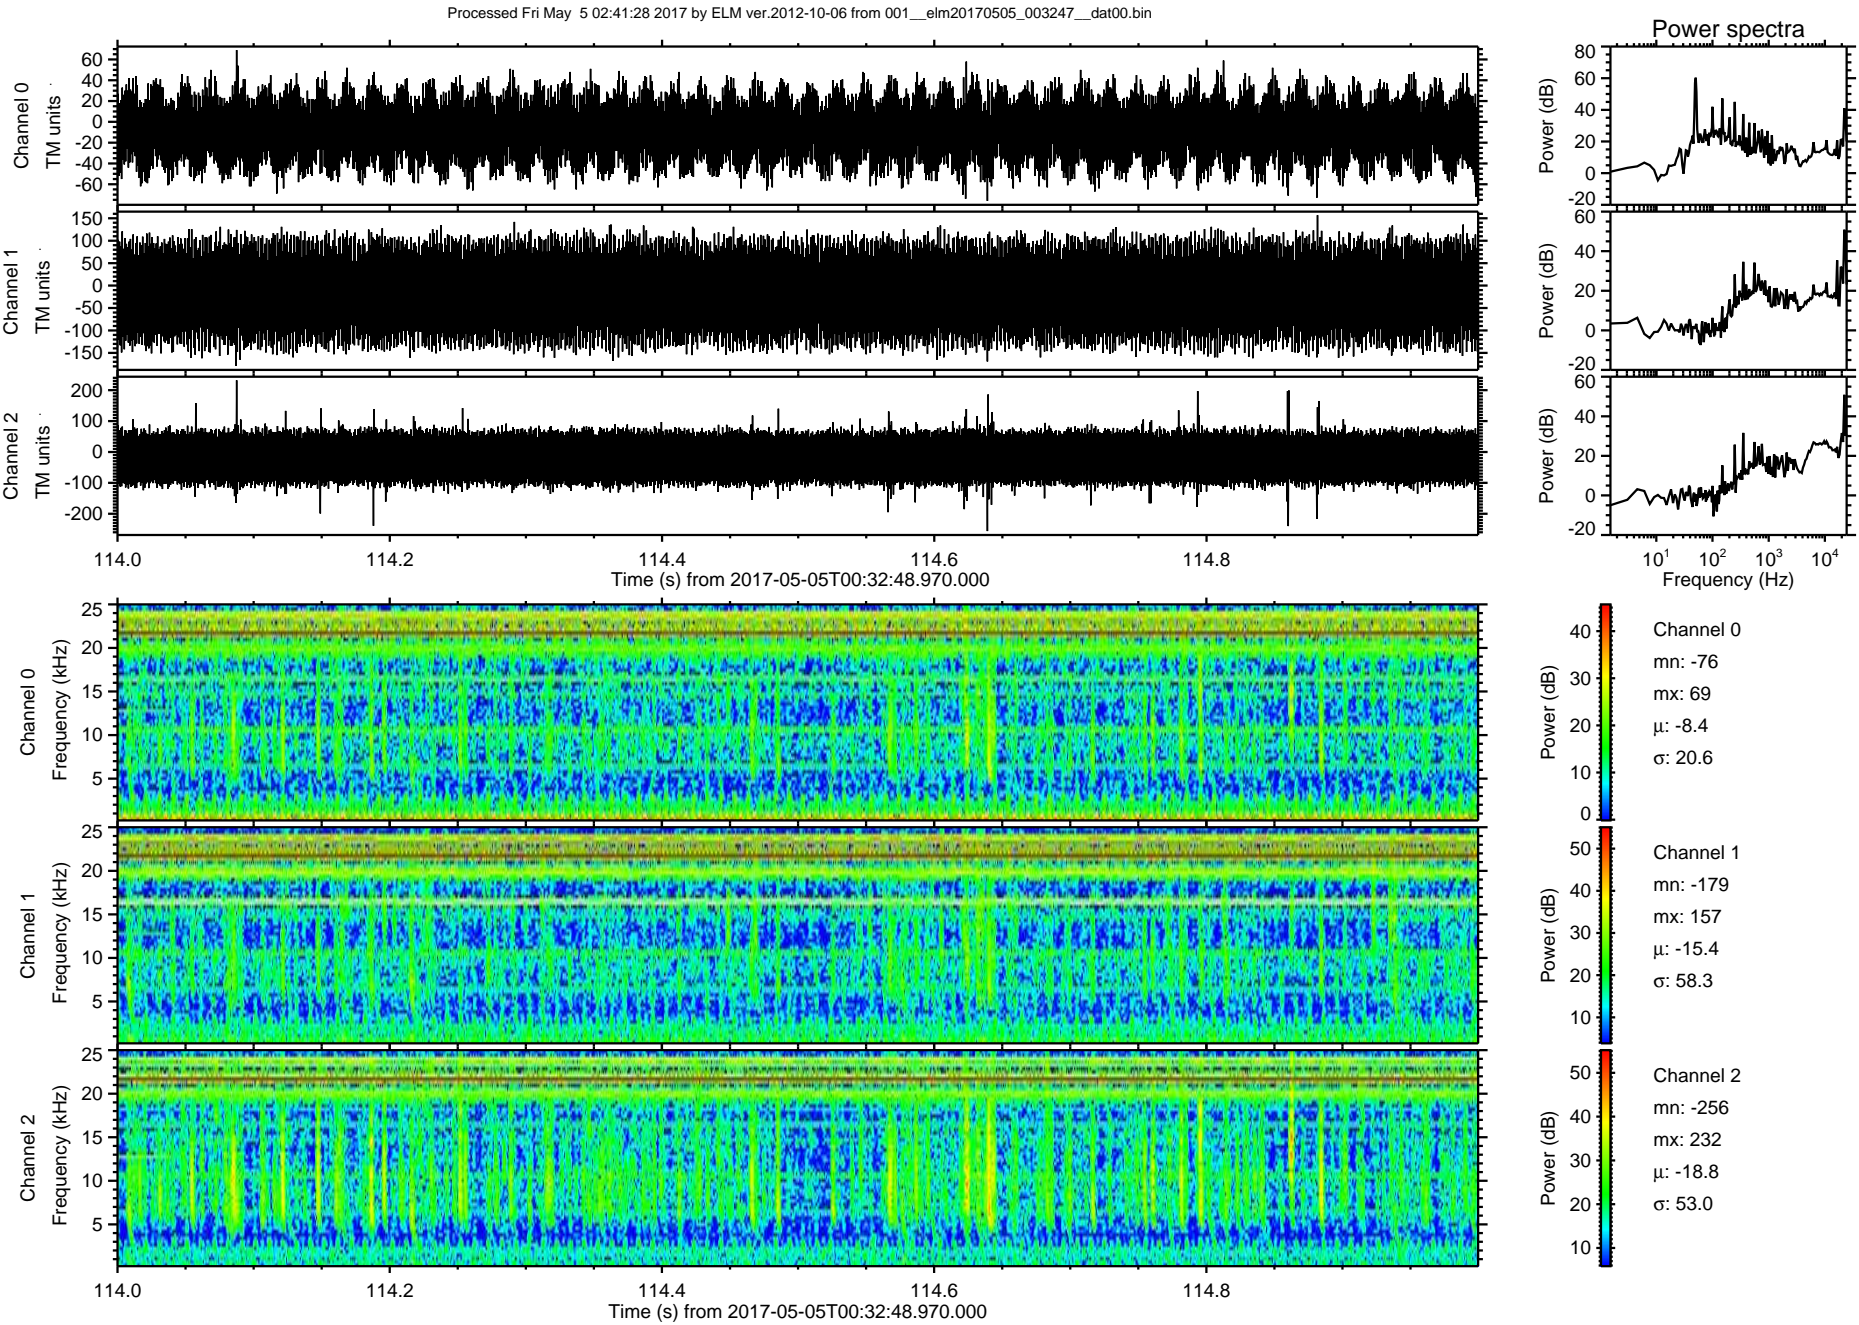 Processed Fri May  5 02:41:28 2017 by ELM ver.2012-10-06 from 001__elm20170505_003247__dat00.bin
Power spectra
Channel 0
TM units
60
40
20
0
-20
-40
-60
Power (dB)
80
60
40
20
0
-20
Channel 1
TM units
150
100
50
0
-50
-100
-150
Power (dB)
60
40
20
0
-20
Channel 2
TM units
200
100
0
-100
-200
Power (dB)
60
40
20
0
-20
114.0 114.2 114.4 114.6 114.8
Time (s) from 2017-05-05T00:32:48.970.000
10^1 10^2 10^3 10^4
Frequency (Hz)
Channel 0
Frequency (kHz)
25
20
15
10
5
Power (dB)
40
30
20
10
0
Channel 0
mn: -76
mx: 69
μ: -8.4
σ: 20.6
Channel 1
Frequency (kHz)
25
20
15
10
5
Power (dB)
50
40
30
20
10
Channel 1
mn: -179
mx: 157
μ: -15.4
σ: 58.3
Channel 2
Frequency (kHz)
25
20
15
10
5
Power (dB)
50
40
30
20
10
Channel 2
mn: -256
mx: 232
μ: -18.8
σ: 53.0
114.0 114.2 114.4 114.6 114.8
Time (s) from 2017-05-05T00:32:48.970.000